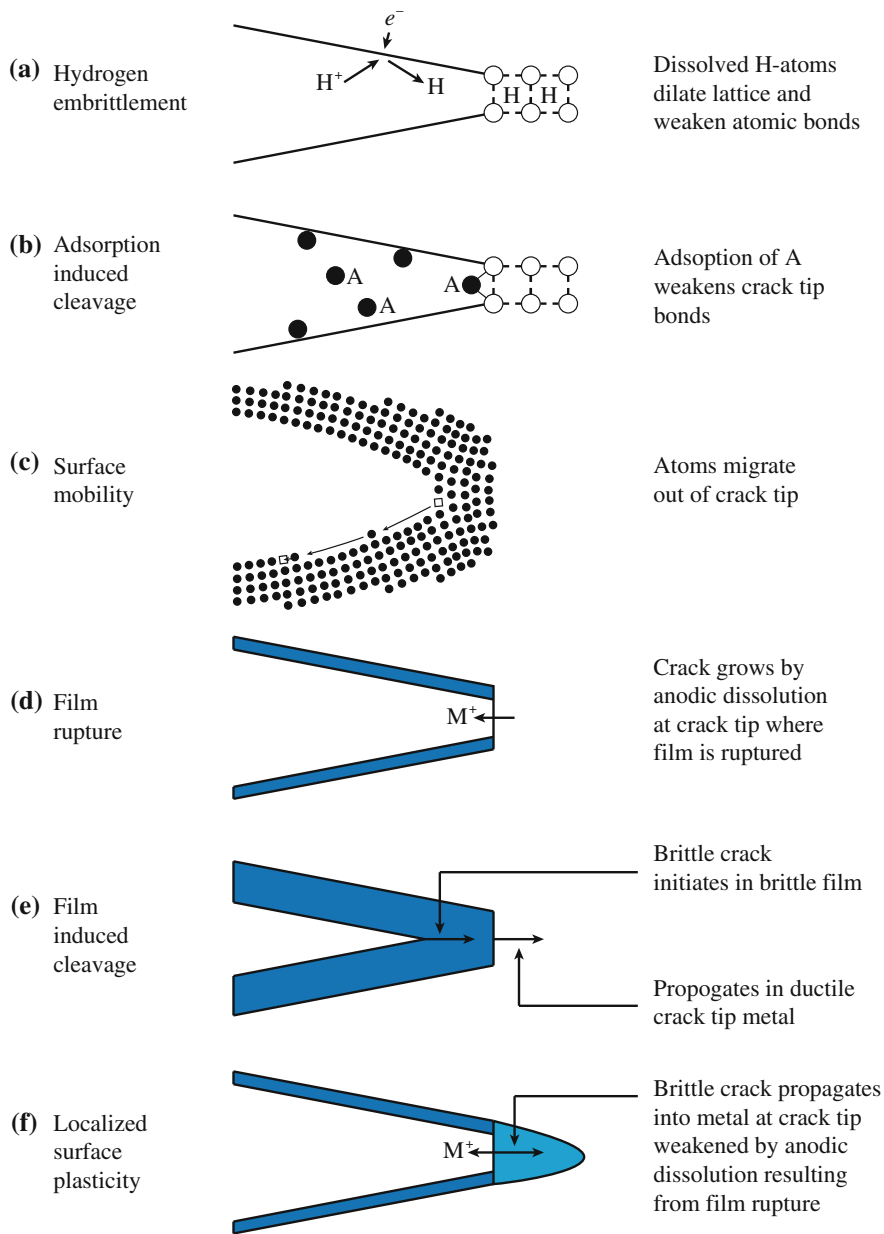 (a) Hydrogen
embrittlement
e⁻
H⁺
H
H H
Dissolved H-atoms
dilate lattice and
weaken atomic bonds
(b) Adsorption
induced
cleavage
A
A
A
Adsoption of A
weakens crack tip
bonds
(c) Surface
mobility
Atoms migrate
out of crack tip
(d) Film
rupture
M⁺
Crack grows by
anodic dissolution
at crack tip where
film is ruptured
(e) Film
induced
cleavage
Brittle crack
initiates in brittle film
Propogates in ductile
crack tip metal
(f) Localized
surface
plasticity
M⁺
Brittle crack propagates
into metal at crack tip
weakened by anodic
dissolution resulting
from film rupture